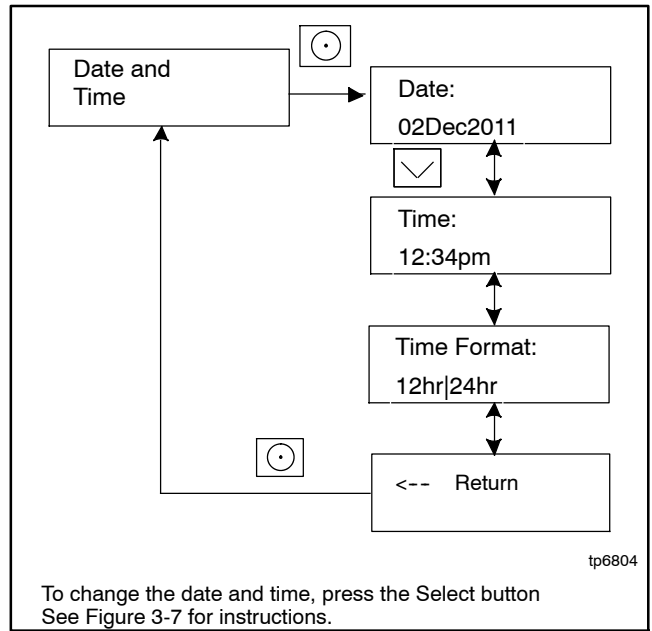 Date and
Time
Date:
02Dec2011
Time:
12:34pm
Time Format:
12hr|24hr
<-- Return
tp6804
To change the date and time, press the Select button
See Figure 3-7 for instructions.